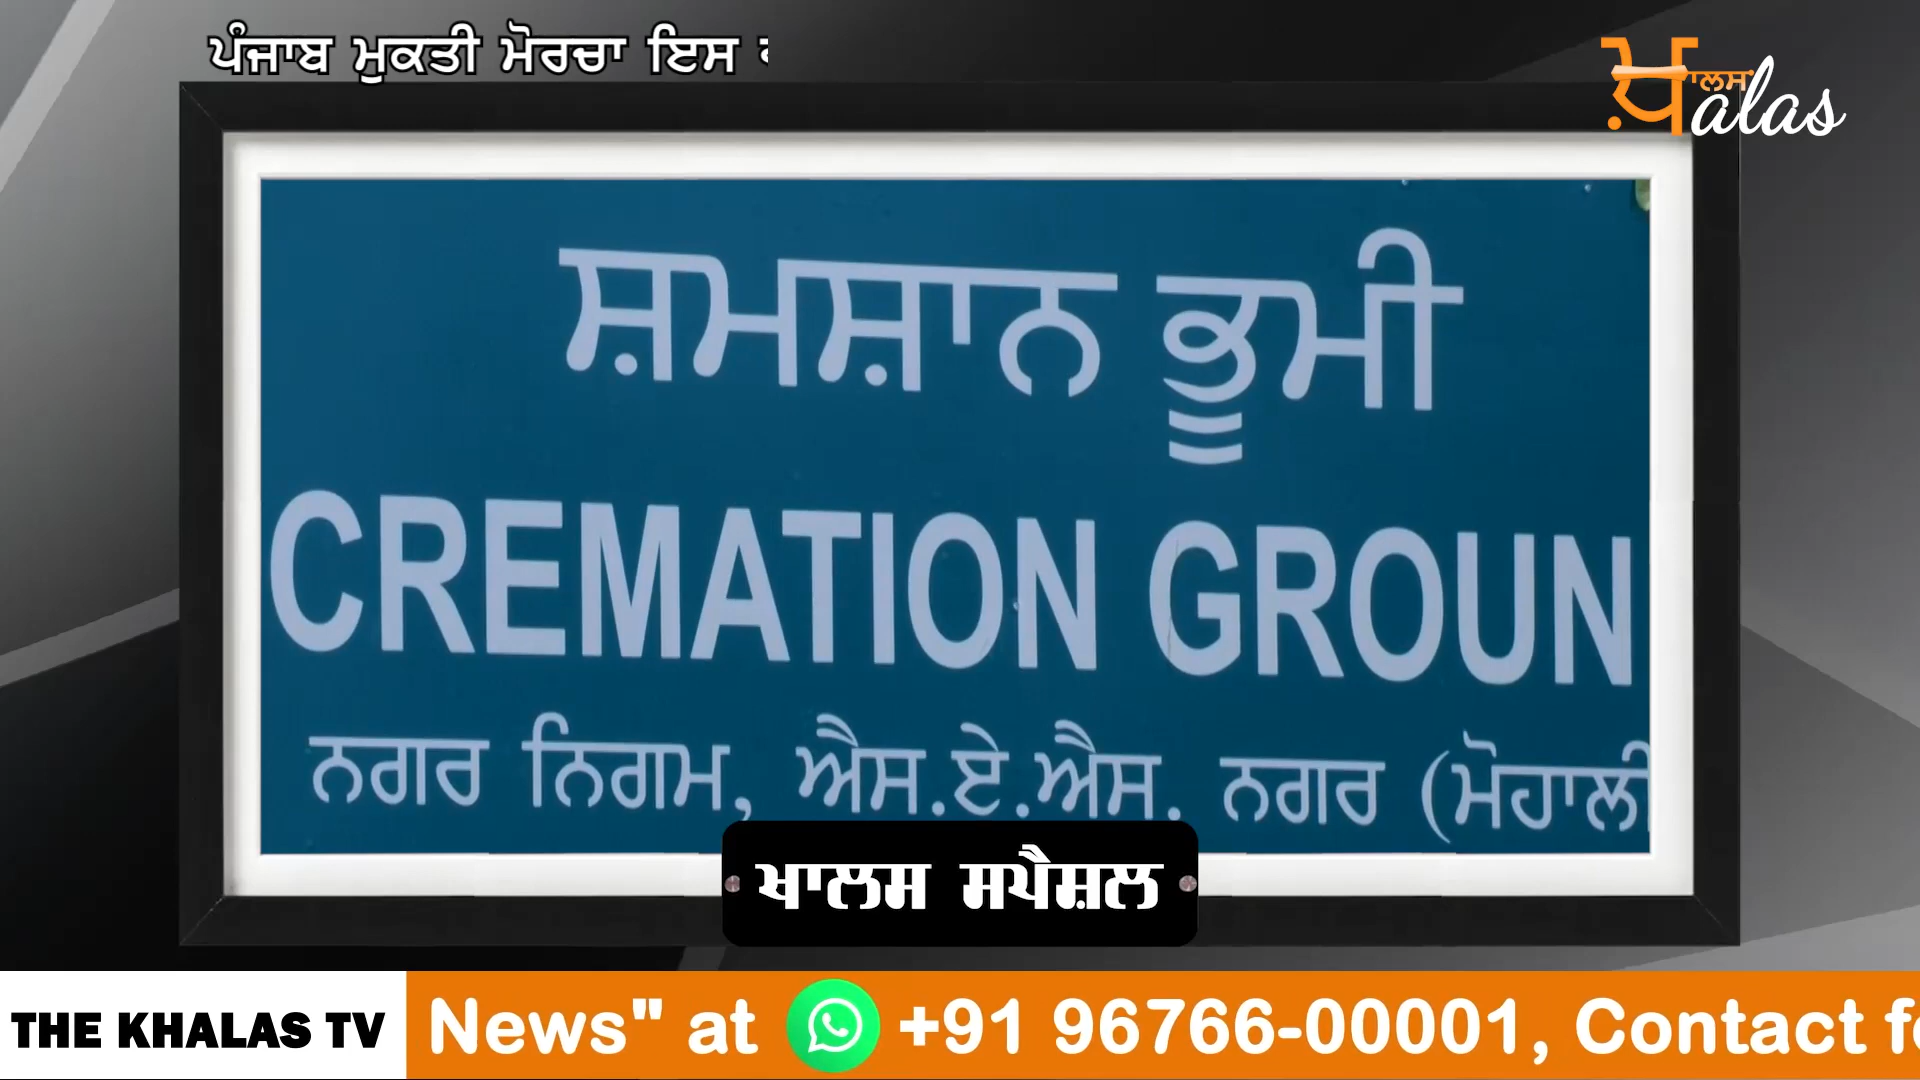 ਪੰਜਾਬ ਮੁਕਤੀ ਮੋਰਚਾ ਇਸ
ਖ਼ਾਲਸ
alas
ਸ਼ਮਸ਼ਾਨ ਭੂਮੀ
CREMATION GROUN
ਨਗਰ ਨਿਗਮ, ਐਸ.ਏ.ਐਸ. ਨਗਰ (ਮੋਹਾਲੀ
ਖਾਲਸ ਸਪੈਸ਼ਲ
THE KHALAS TV
News" at +91 96766-00001, Contact fo